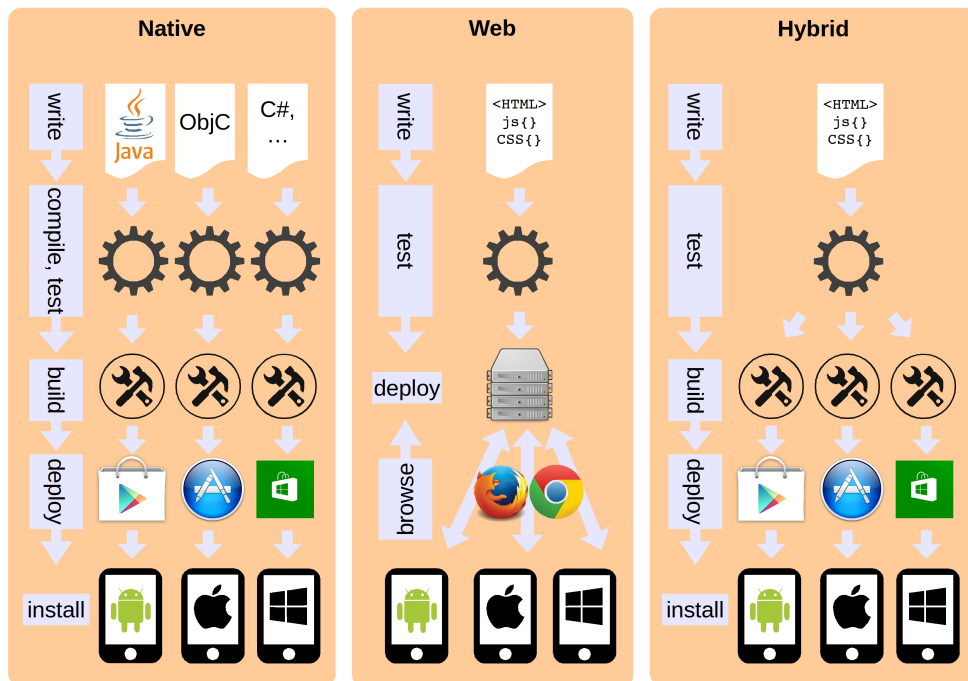 Native
write
Java
ObjC
C#,
...
compile, test
build
deploy
install
Web
write
<HTML>
js{}
CSS{}
test
deploy
browse
Hybrid
write
<HTML>
js{}
CSS{}
test
build
deploy
install